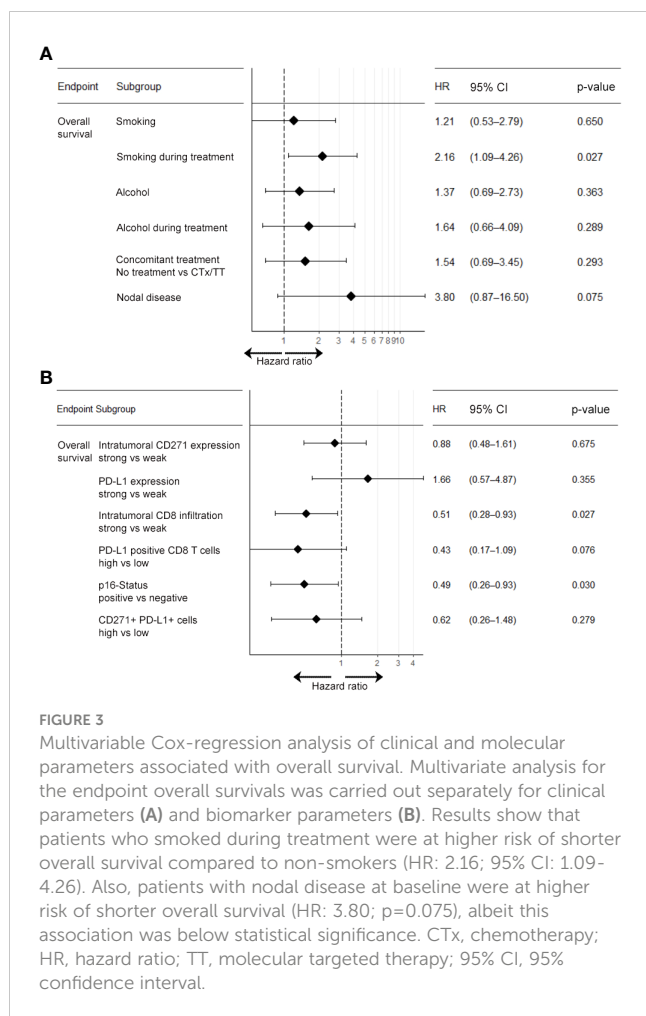 A
Endpoint Subgroup HR 95% CI p-value
Overall survival Smoking 1.21 (0.53–2.79) 0.650
Smoking during treatment 2.16 (1.09–4.26) 0.027
Alcohol 1.37 (0.69–2.73) 0.363
Alcohol during treatment 1.64 (0.66–4.09) 0.289
Concomitant treatment
No treatment vs CTx/TT 1.54 (0.69–3.45) 0.293
Nodal disease 3.80 (0.87–16.50) 0.075
1 2 3 4 5 6 7 8 9 10
Hazard ratio
B
Endpoint Subgroup HR 95% CI p-value
Overall Intratumoral CD271 expression 0.88 (0.48–1.61) 0.675
survival strong vs weak
PD-L1 expression 1.66 (0.57–4.87) 0.355
strong vs weak
Intratumoral CD8 infiltration 0.51 (0.28–0.93) 0.027
strong vs weak
PD-L1 positive CD8 T cells 0.43 (0.17–1.09) 0.076
high vs low
p16-Status 0.49 (0.26–0.93) 0.030
positive vs negative
CD271+ PD-L1+ cells 0.62 (0.26–1.48) 0.279
high vs low
1 2 3 4
Hazard ratio
FIGURE 3
Multivariable Cox-regression analysis of clinical and molecular
parameters associated with overall survival. Multivariate analysis for
the endpoint overall survivals was carried out separately for clinical
parameters (A) and biomarker parameters (B). Results show that
patients who smoked during treatment were at higher risk of shorter
overall survival compared to non-smokers (HR: 2.16; 95% CI: 1.09-
4.26). Also, patients with nodal disease at baseline were at higher
risk of shorter overall survival (HR: 3.80; p=0.075), albeit this
association was below statistical significance. CTx, chemotherapy;
HR, hazard ratio; TT, molecular targeted therapy; 95% CI, 95%
confidence interval.